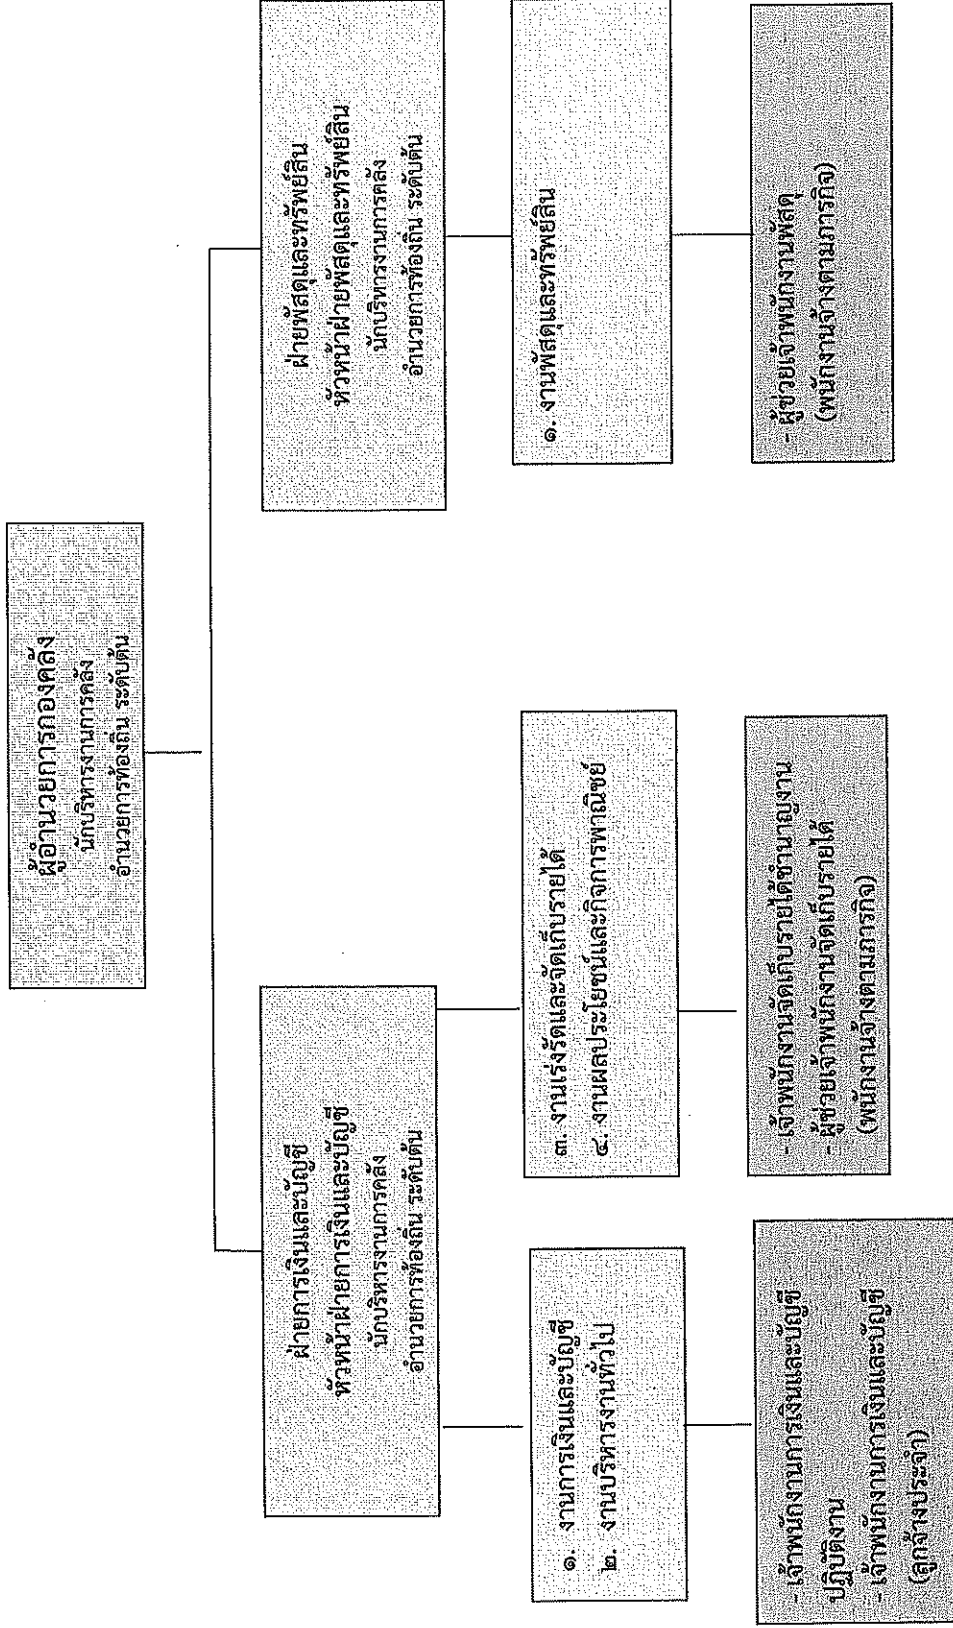 ผู้อำนวยการกองคลัง
นักบริหารงานการคลัง
อำนวยการท้องถิ่น ระดับต้น
ฝ่ายการเงินและบัญชี
หัวหน้าฝ่ายการเงินและบัญชี
นักบริหารงานการคลัง
อำนวยการท้องถิ่น ระดับต้น
ฝ่ายพัสดุและทรัพย์สิน
หัวหน้าฝ่ายพัสดุและทรัพย์สิน
นักบริหารงานการคลัง
อำนวยการท้องถิ่น ระดับต้น
๑. งานการเงินและบัญชี
๒. งานบริหารงานทั่วไป
๓. งานเร่งรัดและจัดเก็บรายได้
๔. งานผลประโยชน์และกิจการพาณิชย์
๑. งานพัสดุและทรัพย์สิน
- เจ้าพนักงานการเงินและบัญชี
ปฏิบัติงาน
- เจ้าพนักงานการเงินและบัญชี
(ลูกจ้างประจำ)
- เจ้าพนักงานจัดเก็บรายได้ชำนาญงาน
- ผู้ช่วยเจ้าพนักงานจัดเก็บรายได้
(พนักงานจ้างตามภารกิจ)
- ผู้ช่วยเจ้าพนักงานพัสดุ
(พนักงานจ้างตามภารกิจ)